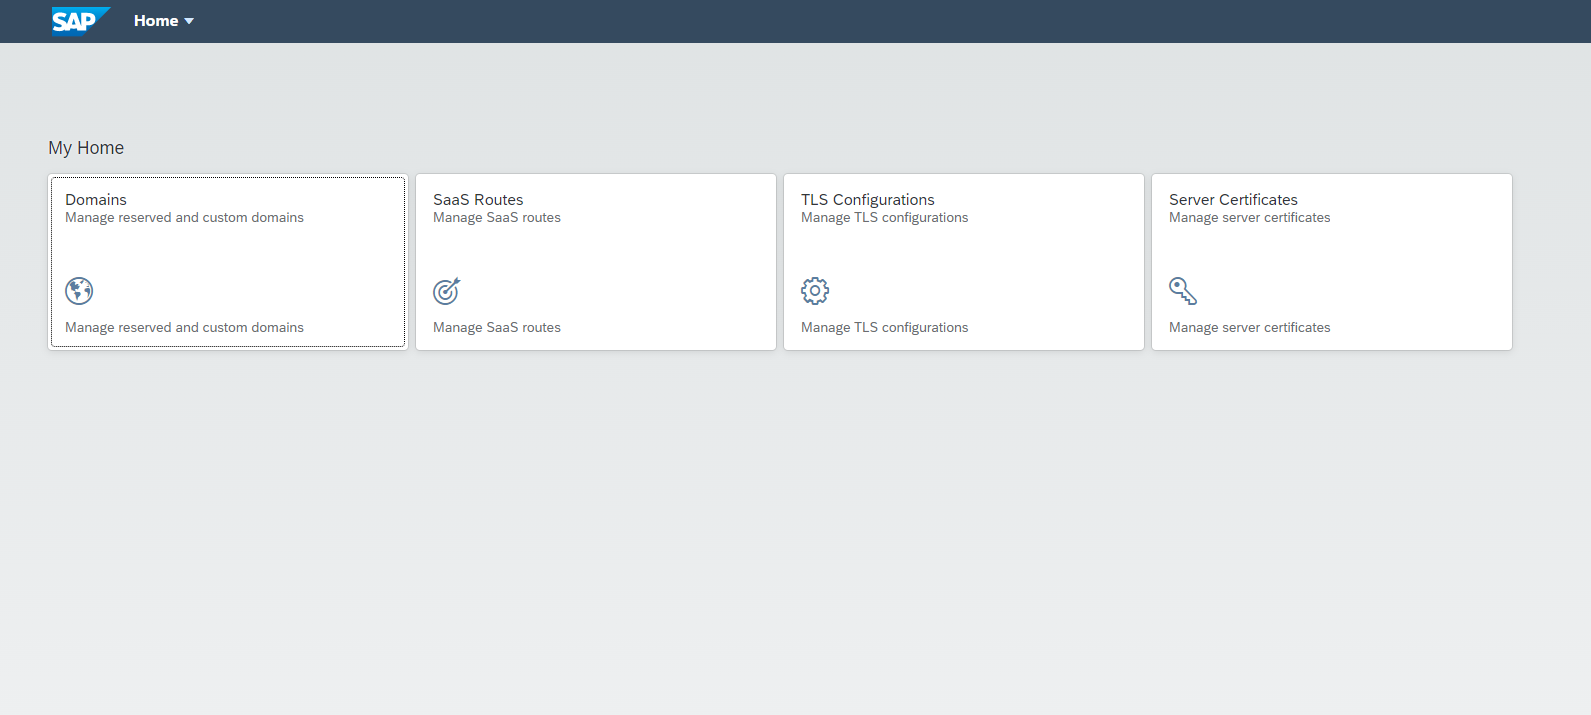 SAP Home
My Home
Domains
Manage reserved and custom domains
Manage reserved and custom domains
SaaS Routes
Manage SaaS routes
Manage SaaS routes
TLS Configurations
Manage TLS configurations
Manage TLS configurations
Server Certificates
Manage server certificates
Manage server certificates